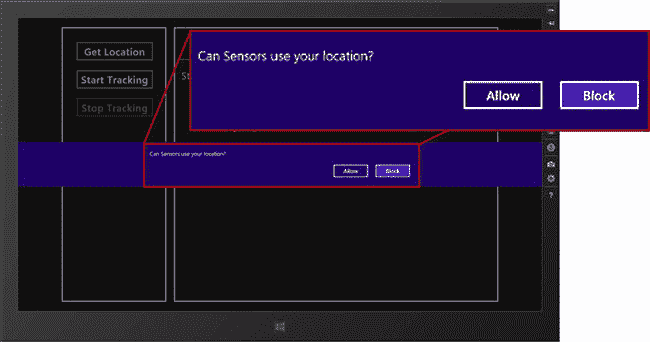 Get Location
Start Tracking
Stop Tracking
St
Can Sensors use your location?
Allow
Block
Can Sensors use your location?
Allow
Block
?